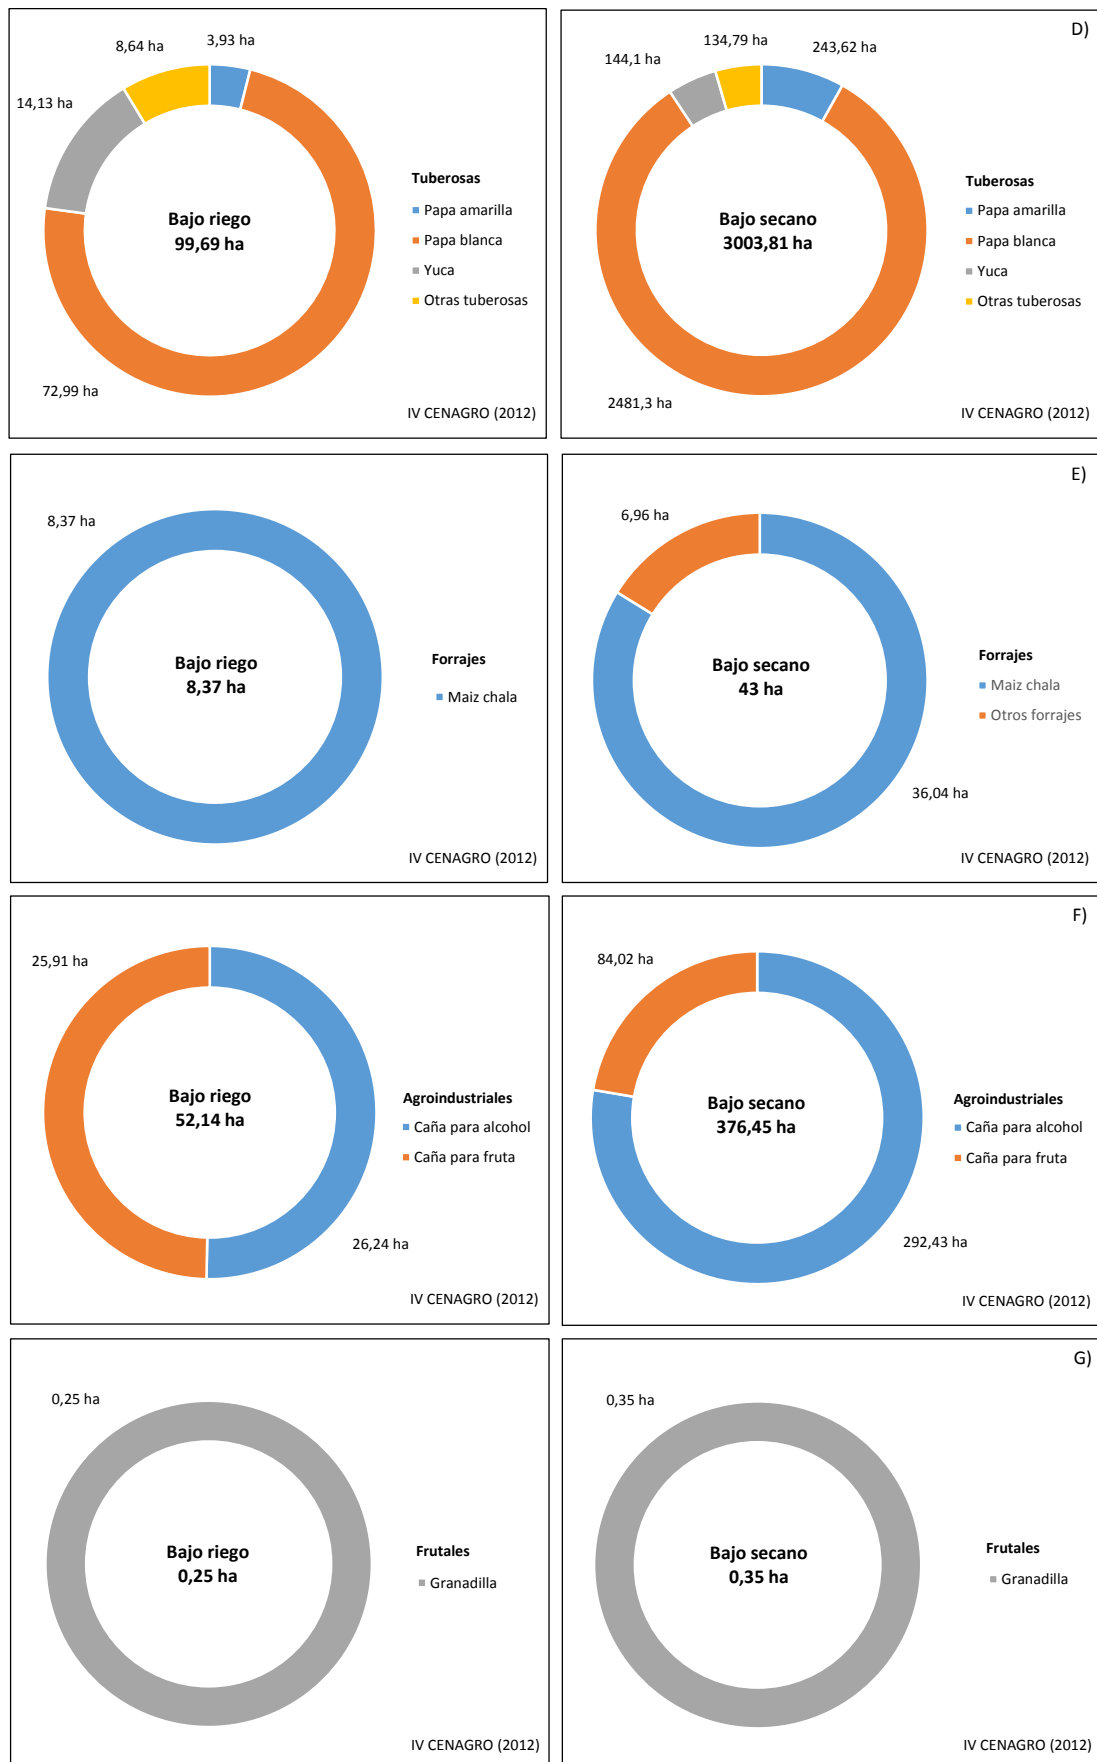 8,64 ha
3,93 ha
14,13 ha
Bajo riego
99,69 ha
Tuberosas
Papa amarilla
Papa blanca
Yuca
Otras tuberosas
72,99 ha
IV CENAGRO (2012)
D)
134,79 ha
243,62 ha
144,1 ha
Bajo secano
3003,81 ha
Tuberosas
Papa amarilla
Papa blanca
Yuca
Otras tuberosas
2481,3 ha
IV CENAGRO (2012)
8,37 ha
Bajo riego
8,37 ha
Forrajes
Maiz chala
IV CENAGRO (2012)
E)
6,96 ha
Bajo secano
43 ha
Forrajes
Maiz chala
Otros forrajes
36,04 ha
IV CENAGRO (2012)
25,91 ha
Bajo riego
52,14 ha
Agroindustriales
Caña para alcohol
Caña para fruta
26,24 ha
IV CENAGRO (2012)
F)
84,02 ha
Bajo secano
376,45 ha
Agroindustriales
Caña para alcohol
Caña para fruta
292,43 ha
IV CENAGRO (2012)
0,25 ha
Bajo riego
0,25 ha
Frutales
Granadilla
IV CENAGRO (2012)
G)
0,35 ha
Bajo secano
0,35 ha
Frutales
Granadilla
IV CENAGRO (2012)